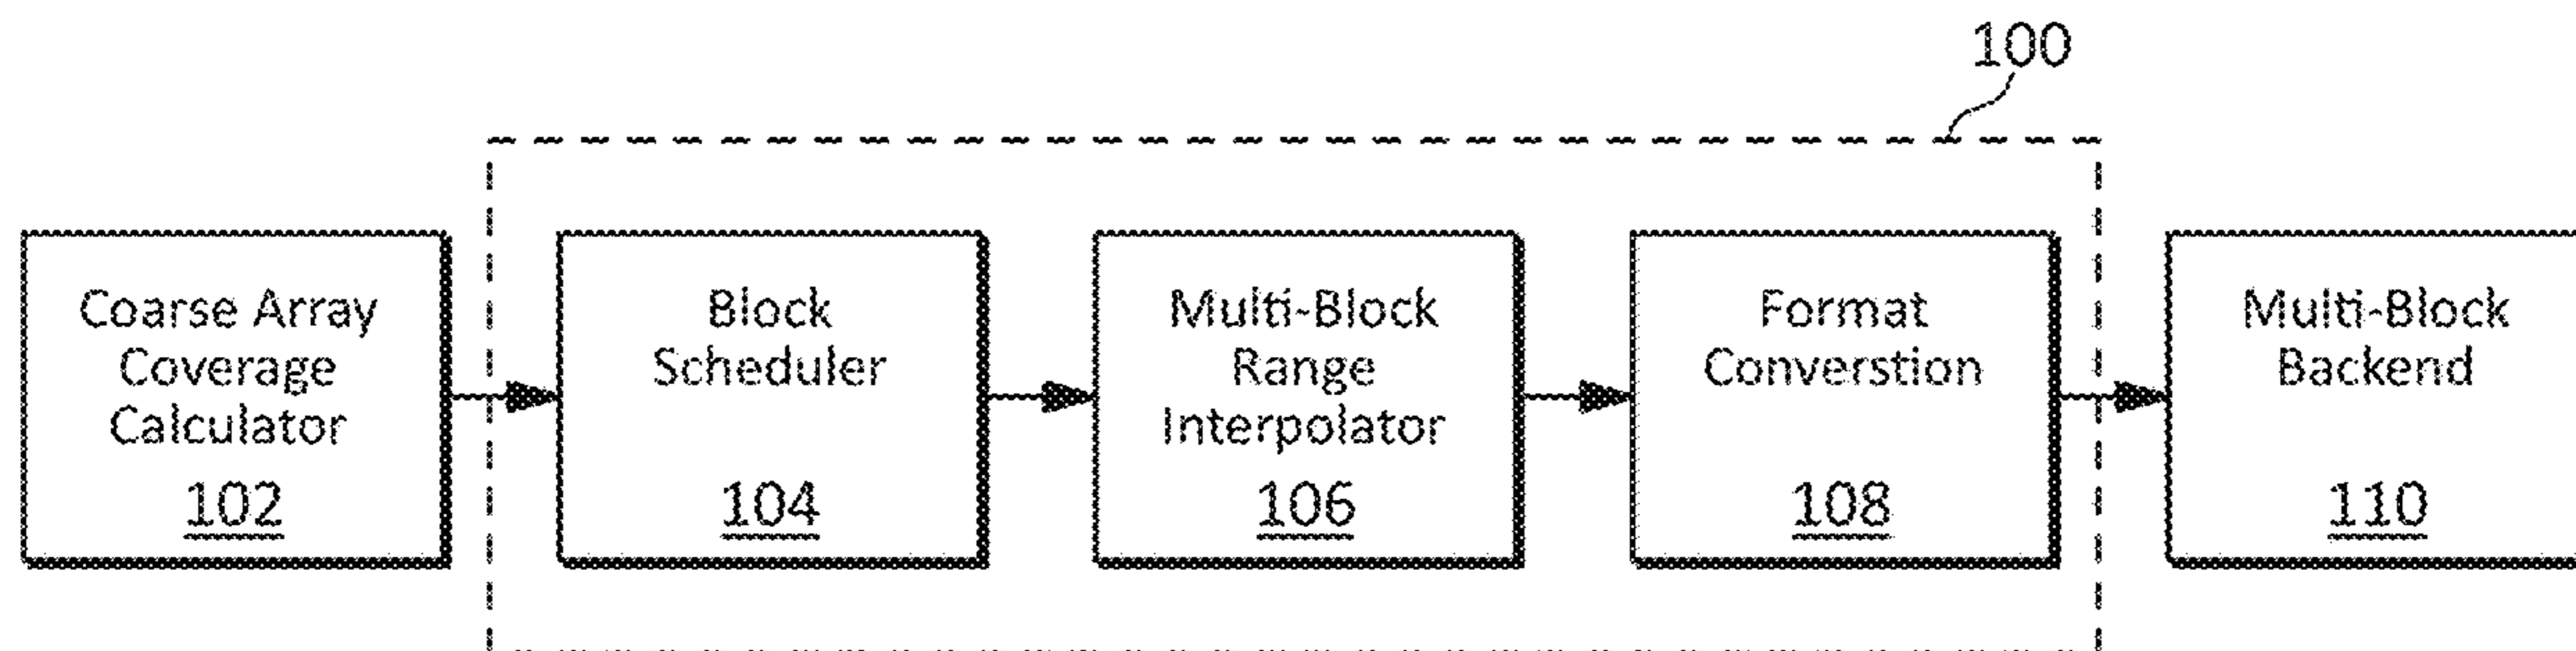 100
Coarse Array
Coverage
Calculator
102
Block
Scheduler
104
Multi-Block
Range
Interpolator
106
Format
Converstion
108
Multi-Block
Backend
110